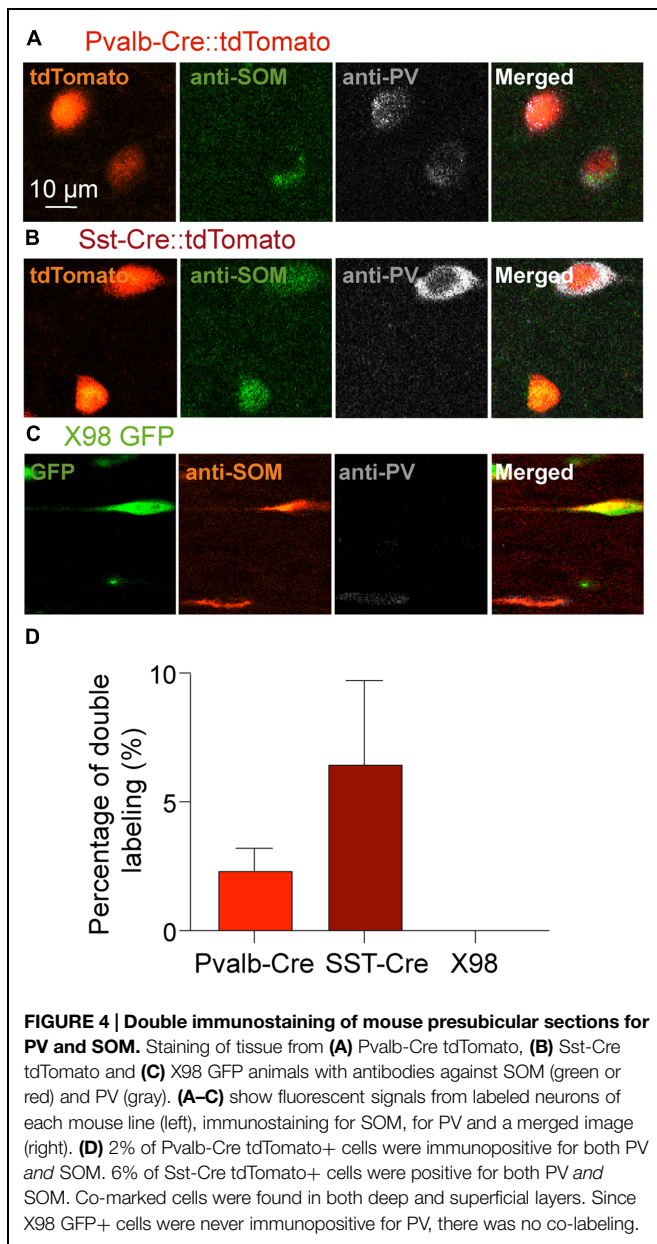 A Pvalb-Cre::tdTomato
tdTomato anti-SOM anti-PV Merged
10 µm
B Sst-Cre::tdTomato
tdTomato anti-SOM anti-PV Merged
C X98 GFP
GFP anti-SOM anti-PV Merged
D
10
5
0
Percentage of double
labeling (%)
Pvalb-Cre SST-Cre X98
FIGURE 4 | Double immunostaining of mouse presubicular sections for
PV and SOM. Staining of tissue from (A) Pvalb-Cre tdTomato, (B) Sst-Cre
tdTomato and (C) X98 GFP animals with antibodies against SOM (green or
red) and PV (gray). (A–C) show fluorescent signals from labeled neurons of
each mouse line (left), immunostaining for SOM, for PV and a merged image
(right). (D) 2% of Pvalb-Cre tdTomato+ cells were immunopositive for both PV
and SOM. 6% of Sst-Cre tdTomato+ cells were positive for both PV and
SOM. Co-marked cells were found in both deep and superficial layers. Since
X98 GFP+ cells were never immunopositive for PV, there was no co-labeling.